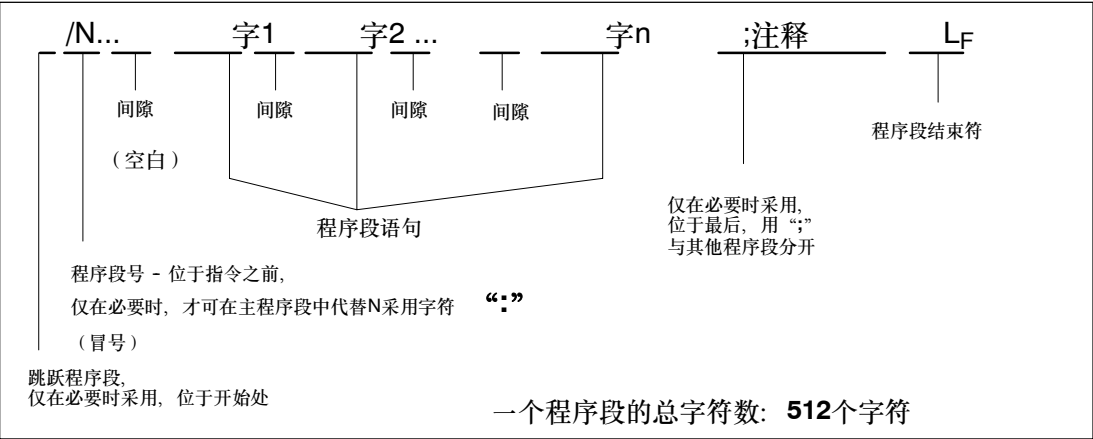 /N... 字1 字2 ... 字n ;注释 LF
间隙 间隙 间隙 间隙
程序段结束符
（空白）
程序段语句
仅在必要时采用,
位于最后, 用“;”
与其他程序段分开
程序段号 - 位于指令之前,
仅在必要时, 才可在主程序段中代替N采用字符 “:”
（冒号）
跳跃程序段,
仅在必要时采用, 位于开始处
一个程序段的总字符数: 512个字符